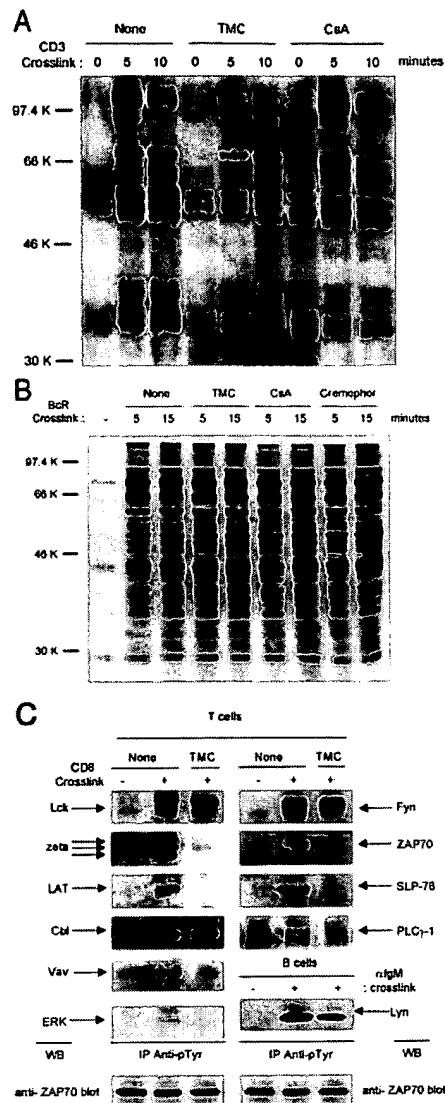 A
None TMC CsA
CD3
Crosslink : 0 5 10 0 5 10 0 5 10 minutes
97.4 K
66 K
46 K
30 K
B
BcR None TMC CsA Cremophor
Crosslink : - 5 15 5 15 5 15 5 15 minutes
97.4 K
66 K
46 K
30 K
C
T cells
CD8 None TMC None TMC
Crosslink - + + - + +
Lck Fyn
zeta ZAP70
LAT SLP-76
Cbl PLCγ-1
Vav B cells
αIgM
: crosslink
- + +
ERK Lyn
WB IP Anti-pTyr IP Anti-pTyr WB
anti- ZAP70 blot anti- ZAP70 blot